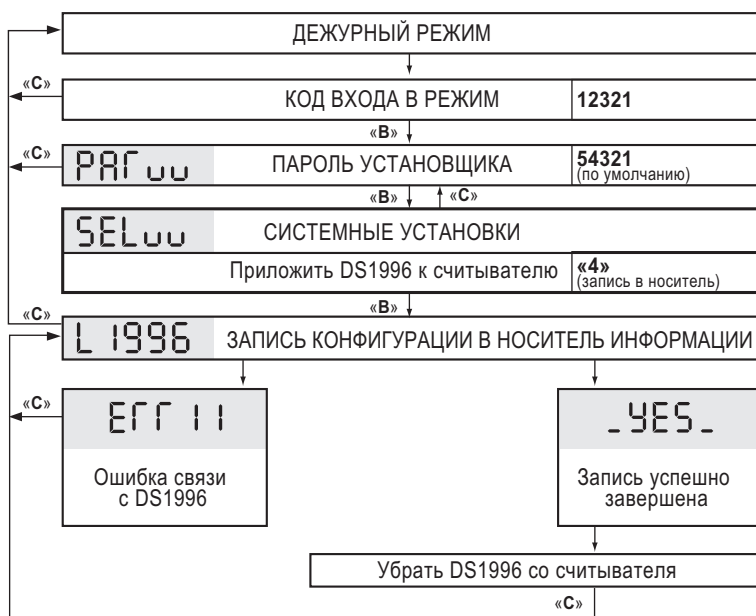 ДЕЖУРНЫЙ РЕЖИМ
«С»
КОД ВХОДА В РЕЖИМ 12321
«В»
«С»
PAГuu ПАРОЛЬ УСТАНОВЩИКА 54321
(по умолчанию)
«В» «С»
SELuu СИСТЕМНЫЕ УСТАНОВКИ
Приложить DS1996 к считывателю «4»
(запись в носитель)
«В»
«С»
L 1996 ЗАПИСЬ КОНФИГУРАЦИИ В НОСИТЕЛЬ ИНФОРМАЦИИ
«С»
EГГ 11
_YES_
Ошибка связи
с DS1996
Запись успешно
завершена
Убрать DS1996 со считывателя
«С»